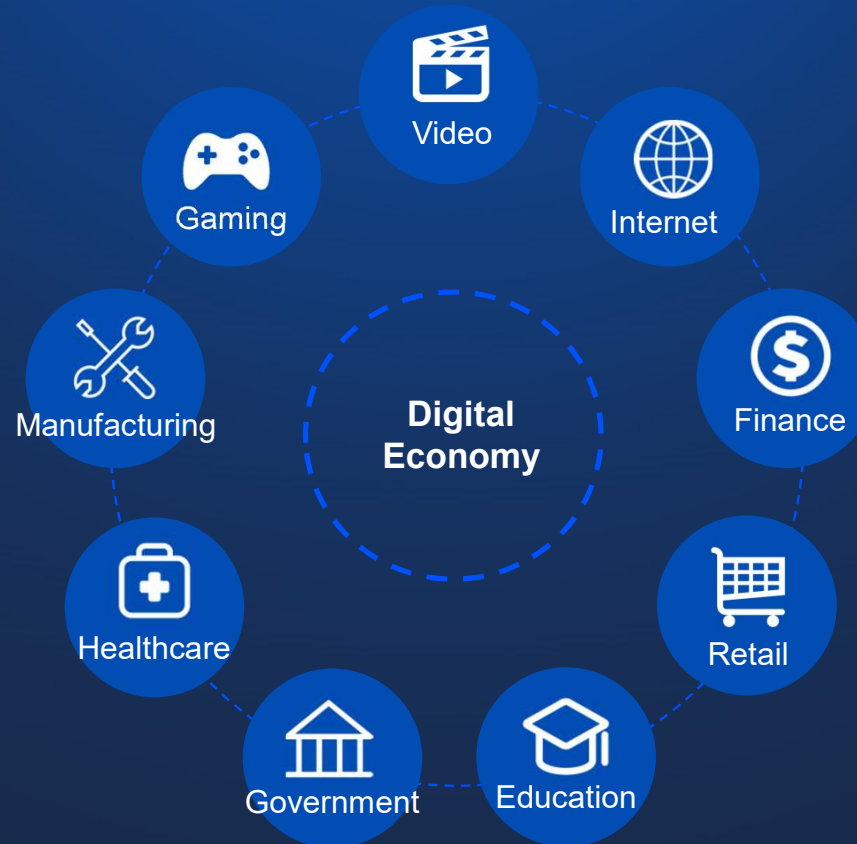 Video
Internet
Finance
Retail
Education
Government
Healthcare
Manufacturing
Gaming
Digital
Economy